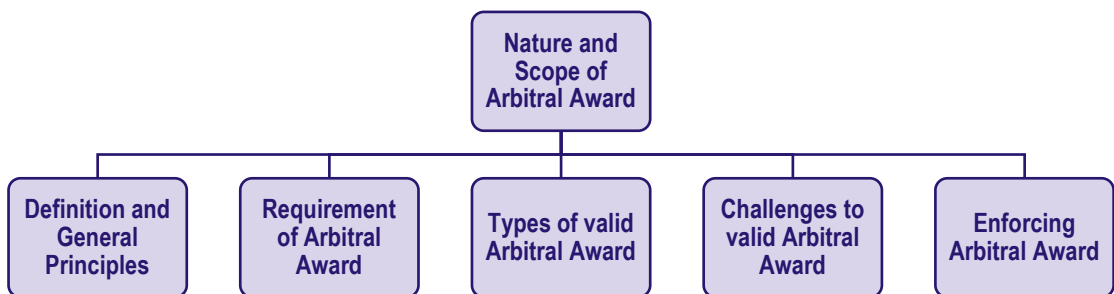 Nature and
Scope of
Arbitral Award
Definition and
General
Principles
Requirement
of Arbitral
Award
Types of valid
Arbitral Award
Challenges to
valid Arbitral
Award
Enforcing
Arbitral Award